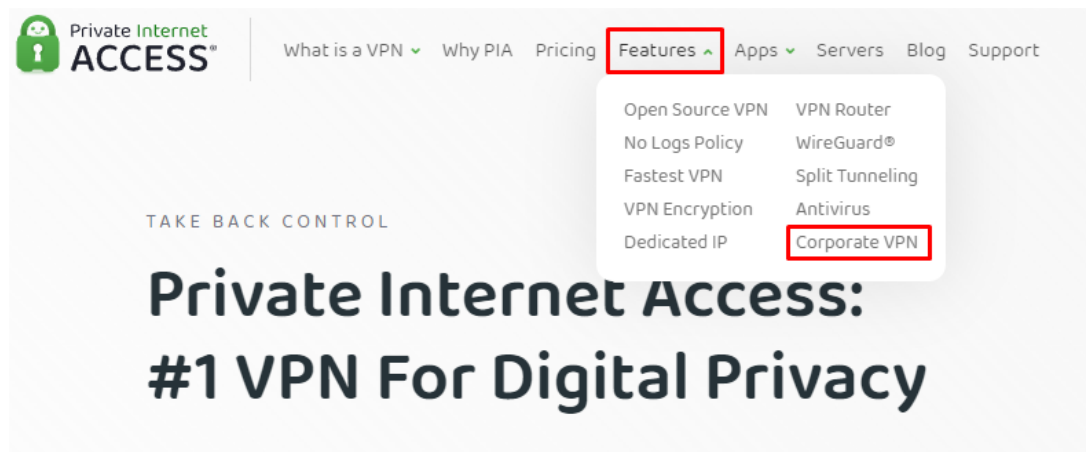 Private Internet
ACCESS®
What is a VPN Why PIA Pricing Features Apps Servers Blog Support
Open Source VPN VPN Router
No Logs Policy WireGuard®
Fastest VPN Split Tunneling
VPN Encryption Antivirus
Dedicated IP Corporate VPN
TAKE BACK CONTROL
Private Internet Access:
#1 VPN For Digital Privacy